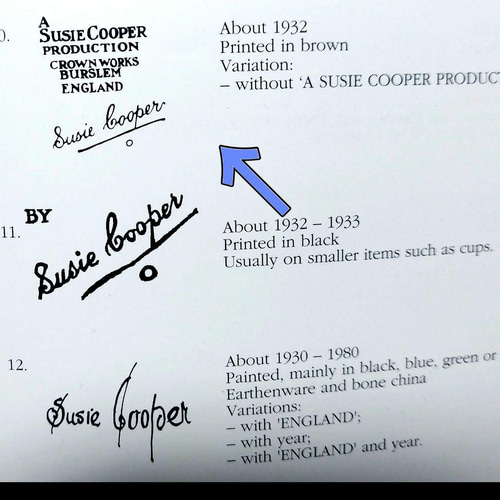 0.
A
SUSIE COOPER
PRODUCTION
CROWN WORKS
BURSLEM
ENGLAND
Susie Cooper
About 1932
Printed in brown
Variation:
– without 'A SUSIE COOPER PRODUCT
11.
BY
Susie Cooper
About 1932 – 1933
Printed in black
Usually on smaller items such as cups.
12.
Susie Cooper
About 1930 – 1980
Painted, mainly in black, blue, green or
Earthenware and bone china
Variations:
– with 'ENGLAND';
– with year;
– with 'ENGLAND' and year.